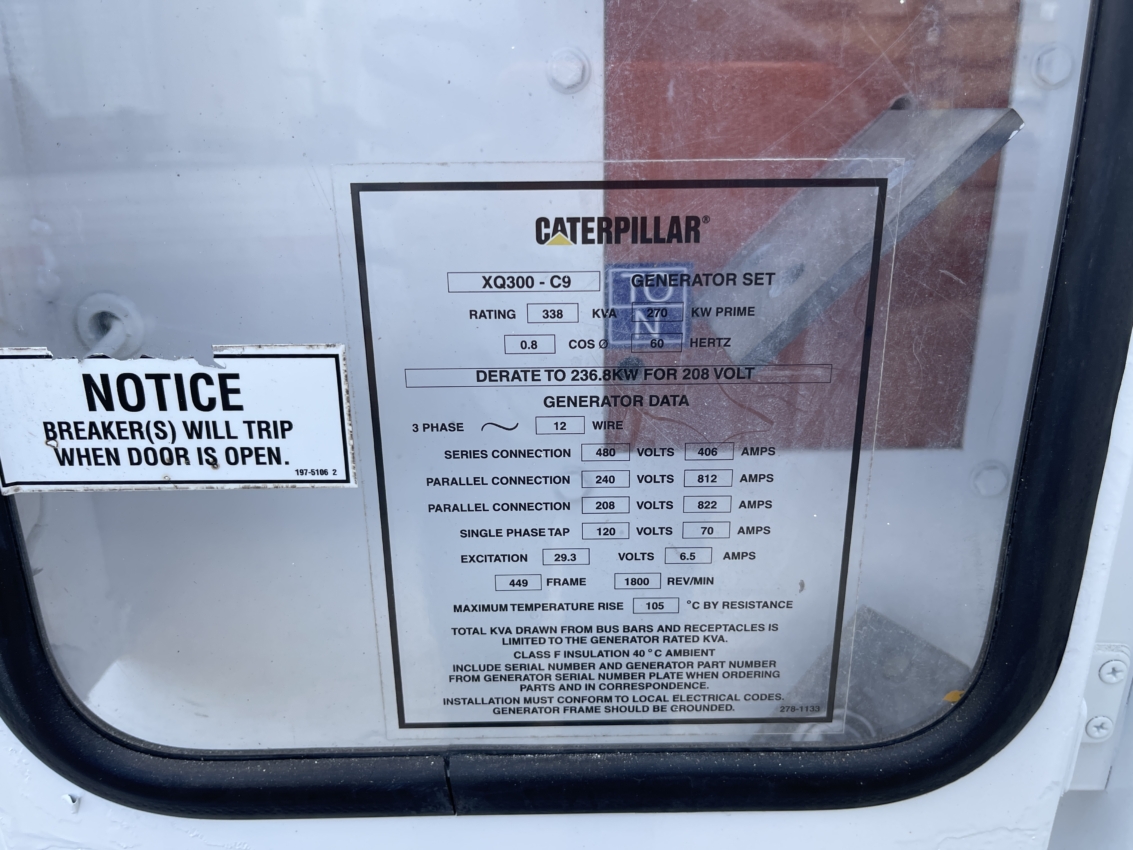 CATERPILLAR®
XQ300 - C9 GENERATOR SET
RATING 338 KVA 270 KW PRIME
0.8 COS Ø 60 HERTZ
DERATE TO 236.8KW FOR 208 VOLT
GENERATOR DATA
3 PHASE 12 WIRE
SERIES CONNECTION 480 VOLTS 406 AMPS
PARALLEL CONNECTION 240 VOLTS 812 AMPS
PARALLEL CONNECTION 208 VOLTS 822 AMPS
SINGLE PHASE TAP 120 VOLTS 70 AMPS
EXCITATION 29.3 VOLTS 6.5 AMPS
449 FRAME 1800 REV/MIN
MAXIMUM TEMPERATURE RISE 105 °C BY RESISTANCE
TOTAL KVA DRAWN FROM BUS BARS AND RECEPTACLES IS
LIMITED TO THE GENERATOR RATED KVA.
CLASS F INSULATION 40 °C AMBIENT
INCLUDE SERIAL NUMBER AND GENERATOR PART NUMBER
FROM GENERATOR SERIAL NUMBER PLATE WHEN ORDERING
PARTS AND IN CORRESPONDENCE.
INSTALLATION MUST CONFORM TO LOCAL ELECTRICAL CODES.
GENERATOR FRAME SHOULD BE GROUNDED.
278-1133
NOTICE
BREAKER(S) WILL TRIP
WHEN DOOR IS OPEN.
197-5106 2